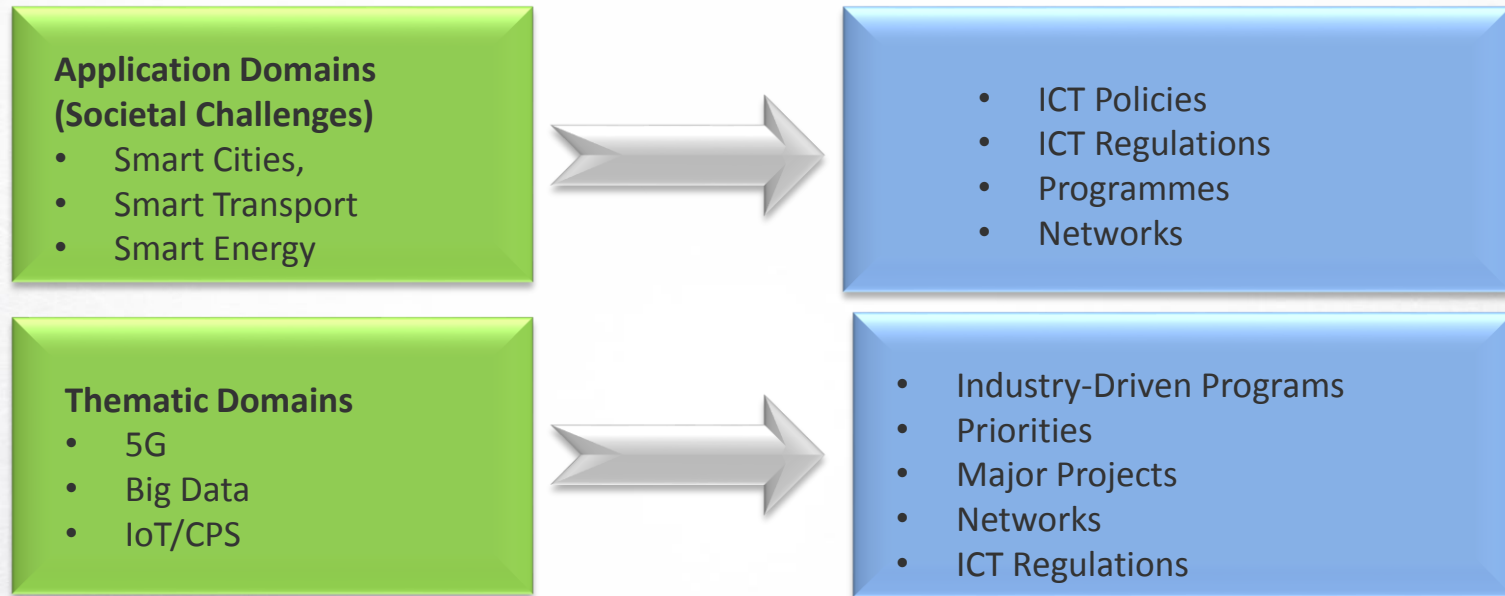 Application Domains
(Societal Challenges)
• Smart Cities,
• Smart Transport
• Smart Energy
• ICT Policies
• ICT Regulations
• Programmes
• Networks
Thematic Domains
• 5G
• Big Data
• IoT/CPS
• Industry-Driven Programs
• Priorities
• Major Projects
• Networks
• ICT Regulations